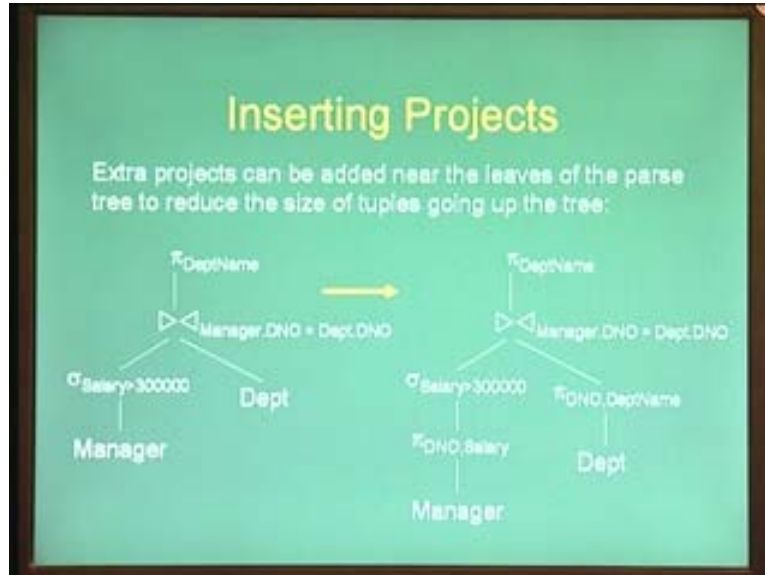 Inserting Projects
Extra projects can be added near the leaves of the parse
tree to reduce the size of tuples going up the tree:
πDeptName
▷◁Manager.DNO = Dept.DNO
σSalary>300000
Dept
Manager
πDeptName
▷◁Manager.DNO = Dept.DNO
σSalary>300000
πDNO,DeptName
πDNO,Salary
Dept
Manager